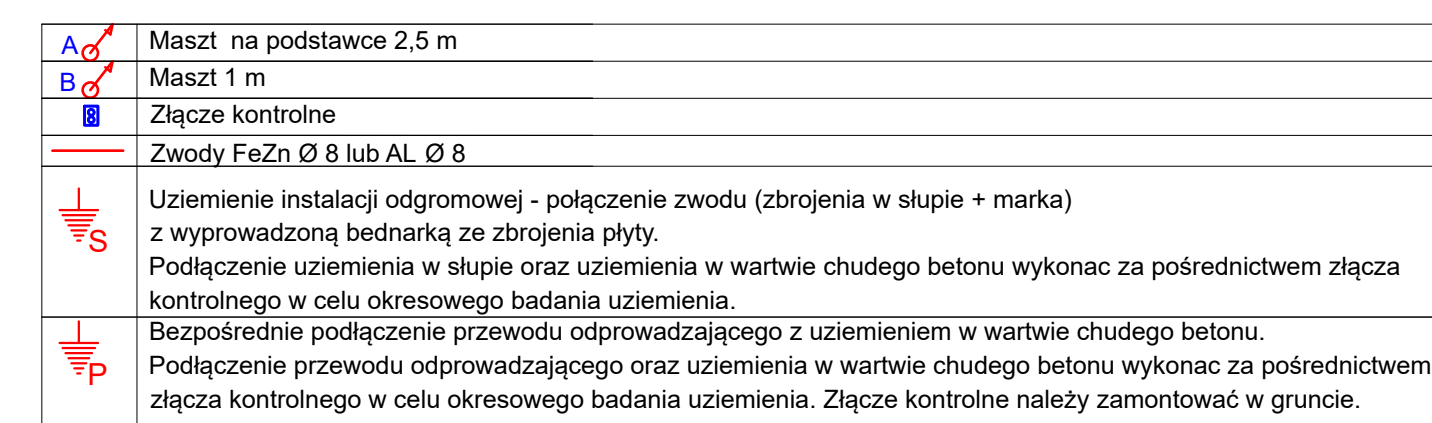 A Maszt na podstawce 2,5 m
B Maszt 1 m
Złącze kontrolne
Zwody FeZn Ø 8 lub AL Ø 8
Uziemienie instalacji odgromowej - połączenie zwodu (zbrojenia w słupie + marka)
z wyprowadzoną bednarką ze zbrojenia płyty.
S
Podłączenie uziemienia w słupie oraz uziemienia w wartwie chudego betonu wykonac za pośrednictwem złącza
kontrolnego w celu okresowego badania uziemienia.
Bezpośrednie podłączenie przewodu odprowadzającego z uziemieniem w wartwie chudego betonu.
P Podłączenie przewodu odprowadzającego oraz uziemienia w wartwie chudego betonu wykonac za pośrednictwem
złącza kontrolnego w celu okresowego badania uziemienia. Złącze kontrolne należy zamontować w gruncie.